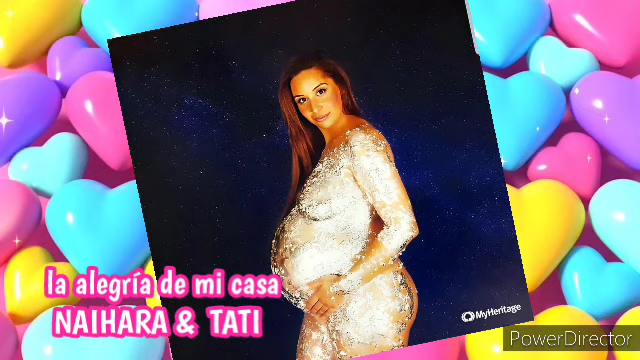 la alegría de mi casa
NAIHARA & TATI
MyHeritage
PowerDirector